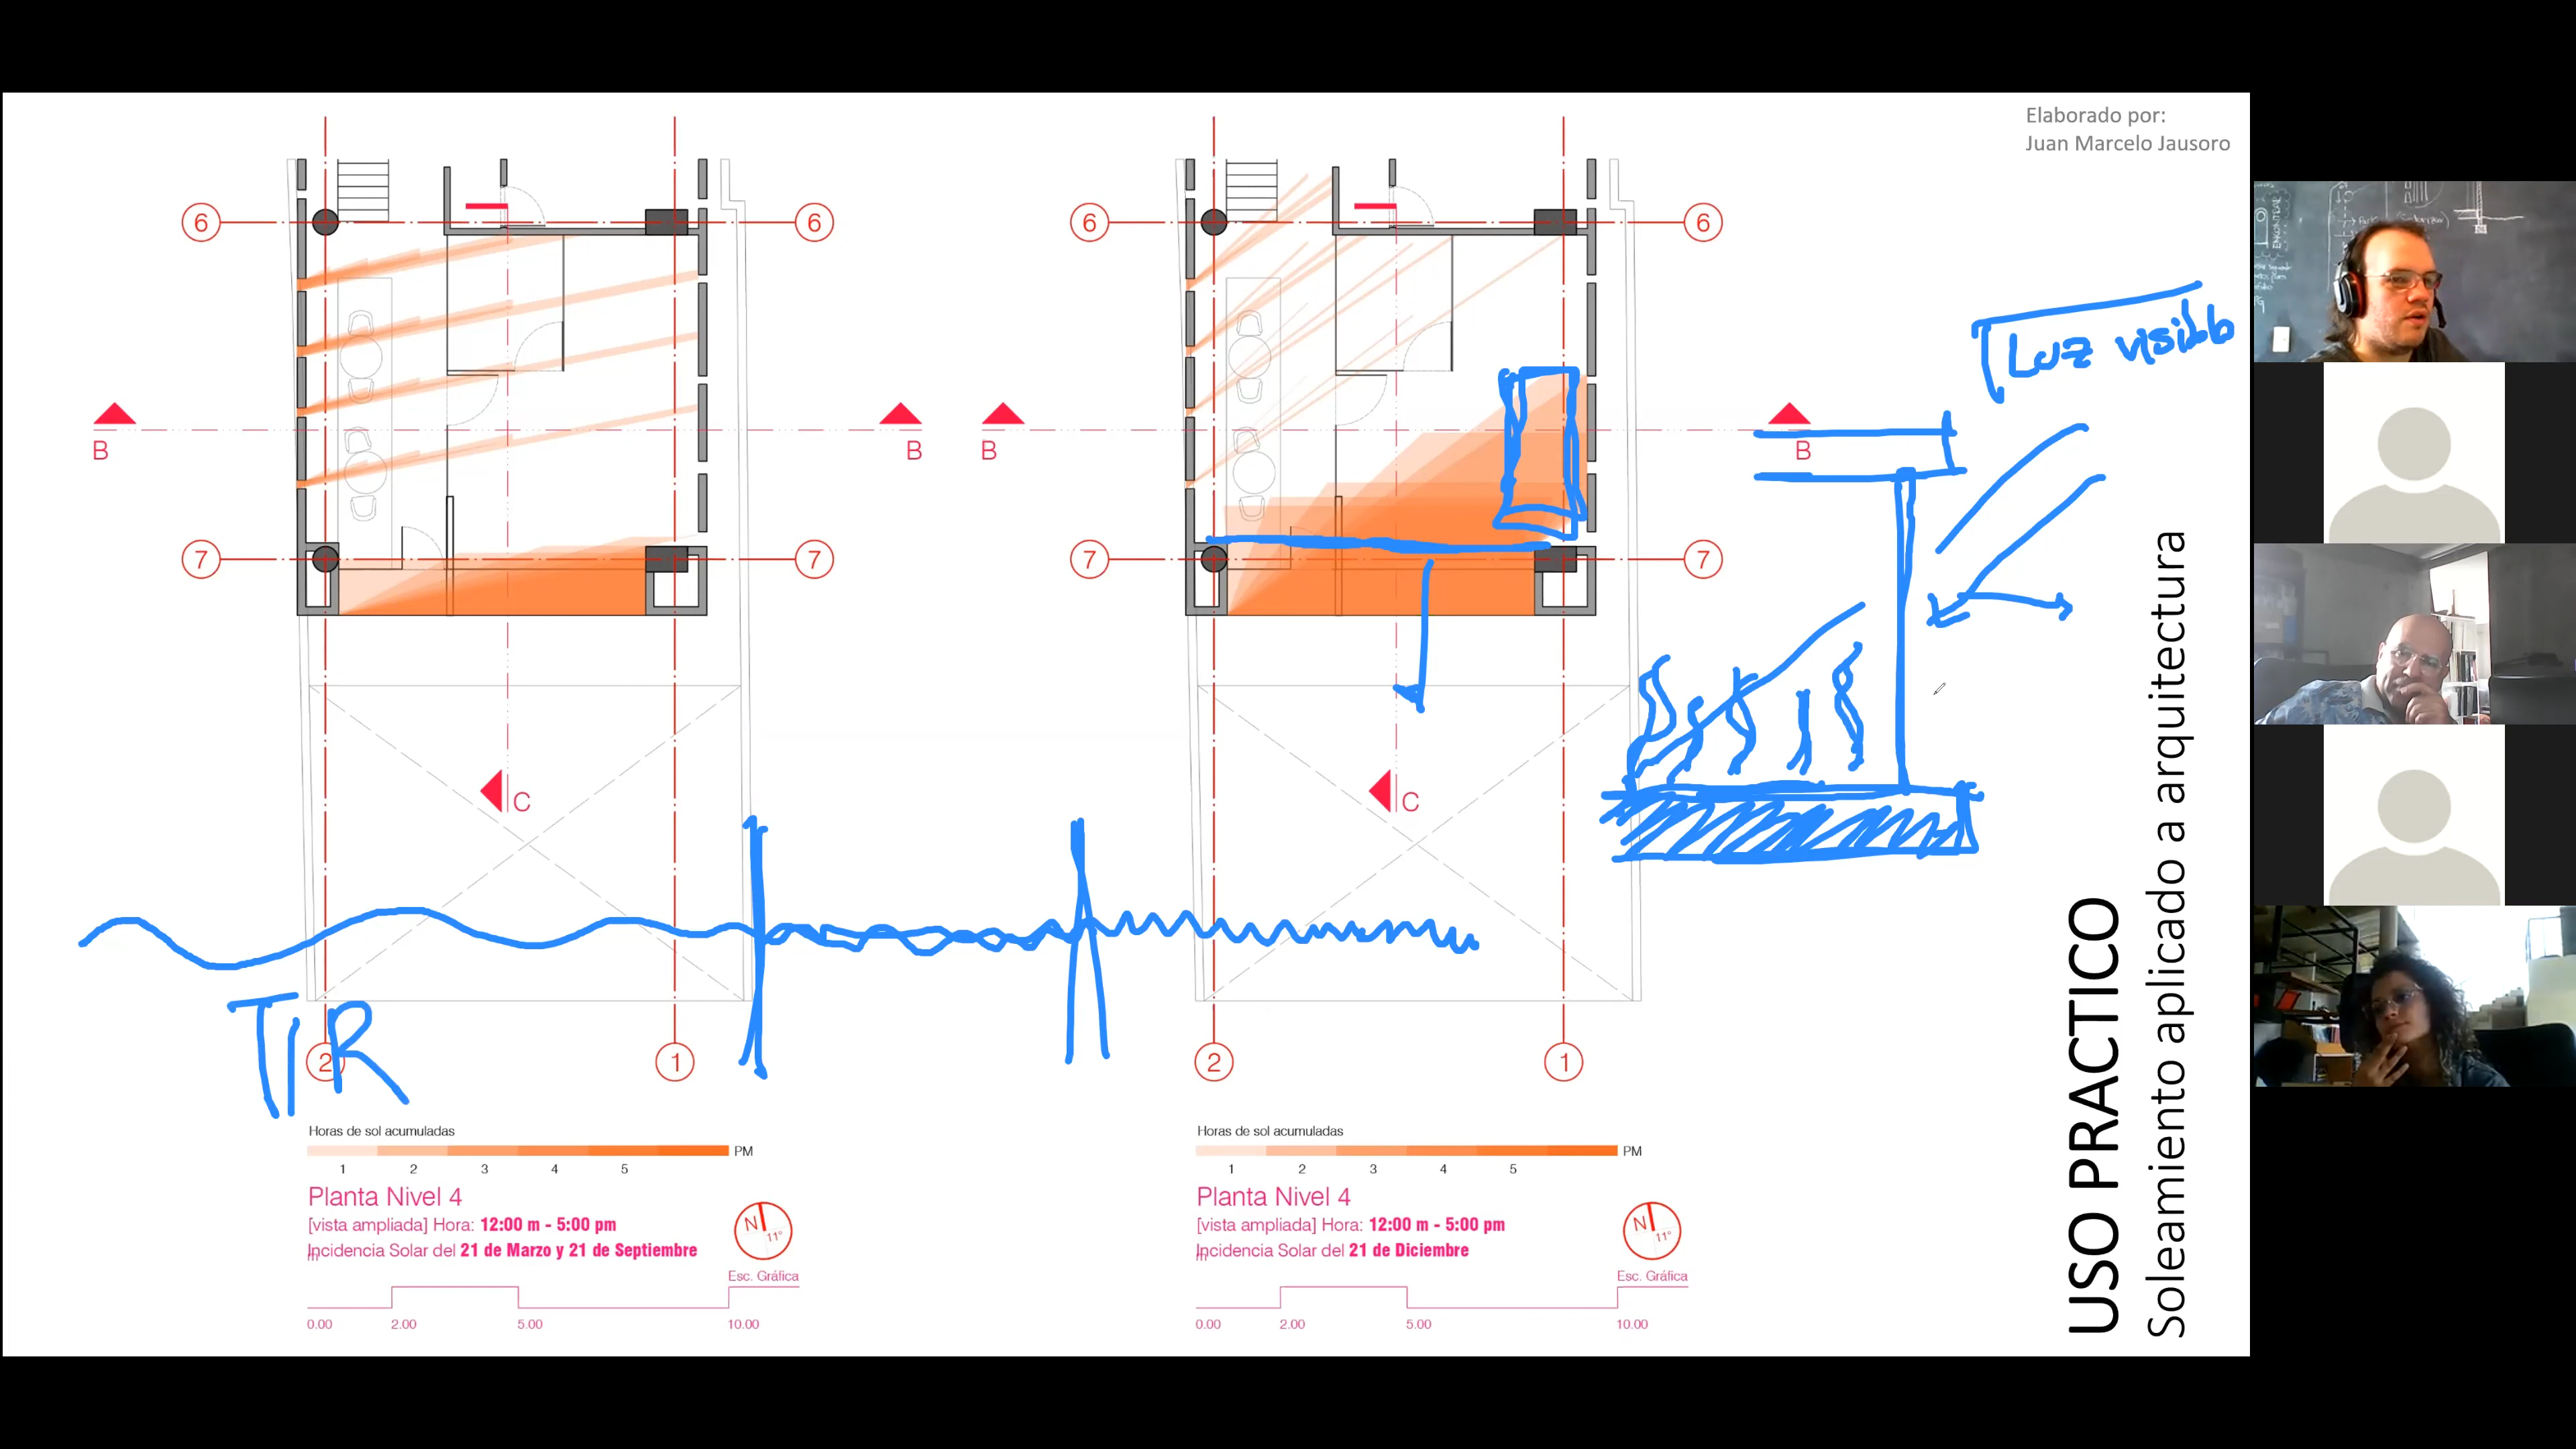 Elaborado por:
Juan Marcelo Jausoro
6
6
7
7
B
B
C
2
1
Horas de sol acumuladas
PM
1 2 3 4 5
Planta Nivel 4
[vista ampliada] Hora: 12:00 m - 5:00 pm
Incidencia Solar del 21 de Marzo y 21 de Septiembre
N
11°
Esc. Gráfica
0.00 2.00 5.00 10.00
6
6
7
7
B
B
C
2
1
Horas de sol acumuladas
PM
1 2 3 4 5
Planta Nivel 4
[vista ampliada] Hora: 12:00 m - 5:00 pm
Incidencia Solar del 21 de Diciembre
N
11°
Esc. Gráfica
0.00 2.00 5.00 10.00
Luz visible
IR
USO PRACTICO
Soleamiento aplicado a arquitectura